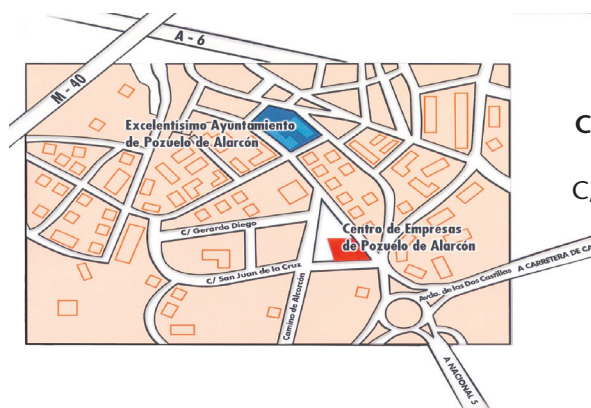 A - 6
M - 40
Excelentísimo Ayuntamiento
de Pozuelo de Alarcón
C/ Gerardo Diego
Centro de Empresas
de Pozuelo de Alarcón
C/ San Juan de la Cruz
Camino de Alcorcón
Avda. de las Dos Castillas
A CARRETERA DE CA
A NACIONAL 5
C
C/